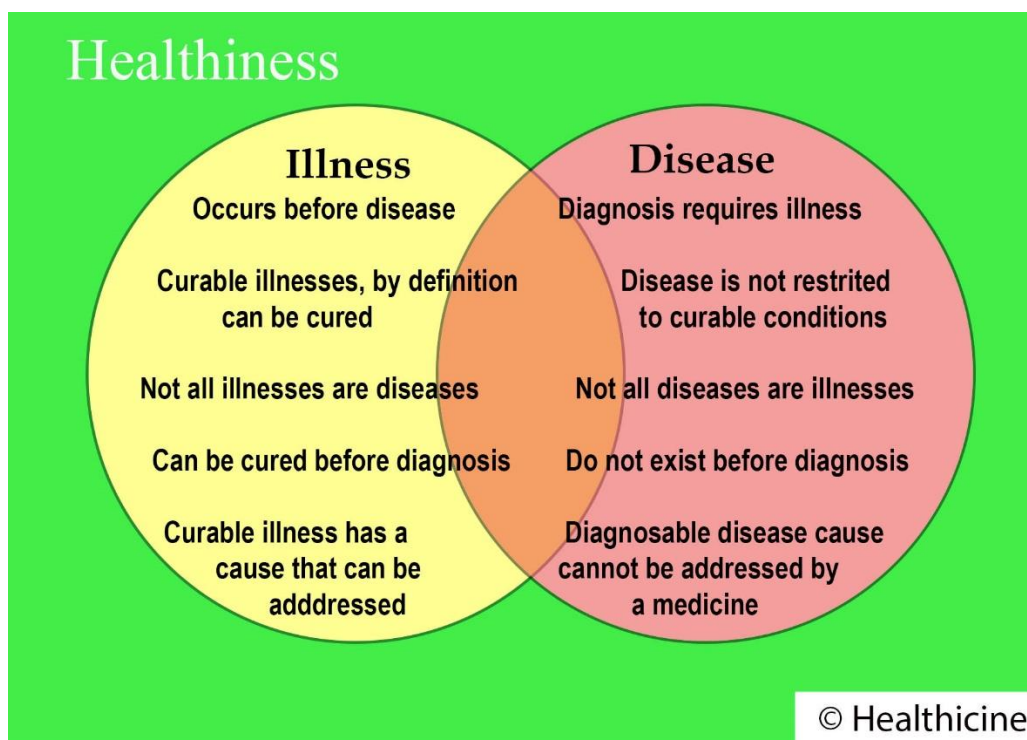 Healthiness
Illness
Occurs before disease
Curable illnesses, by definition
can be cured
Not all illnesses are diseases
Can be cured before diagnosis
Curable illness has a
cause that can be
adddressed
Disease
Diagnosis requires illness
Disease is not restrited
to curable conditions
Not all diseases are illnesses
Do not exist before diagnosis
Diagnosable disease cause
cannot be addressed by
a medicine
© Healthicine